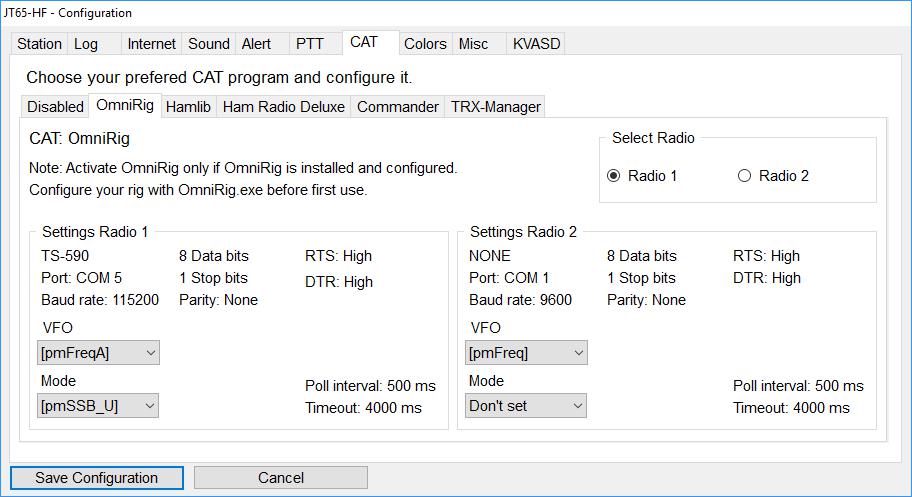 JT65-HF - Configuration
Station Log Internet Sound Alert PTT CAT Colors Misc KVASD
Choose your prefered CAT program and configure it.
Disabled OmniRig Hamlib Ham Radio Deluxe Commander TRX-Manager
CAT: OmniRig
Note: Activate OmniRig only if OmniRig is installed and configured.
Configure your rig with OmniRig.exe before first use.
Select Radio
Radio 1 Radio 2
Settings Radio 1
TS-590 8 Data bits RTS: High
Port: COM 5 1 Stop bits DTR: High
Baud rate: 115200 Parity: None
VFO
[pmFreqA]
Mode
[pmSSB_U]
Poll interval: 500 ms
Timeout: 4000 ms
Settings Radio 2
NONE 8 Data bits RTS: High
Port: COM 1 1 Stop bits DTR: High
Baud rate: 9600 Parity: None
VFO
[pmFreq]
Mode
Don't set
Poll interval: 500 ms
Timeout: 4000 ms
Save Configuration Cancel